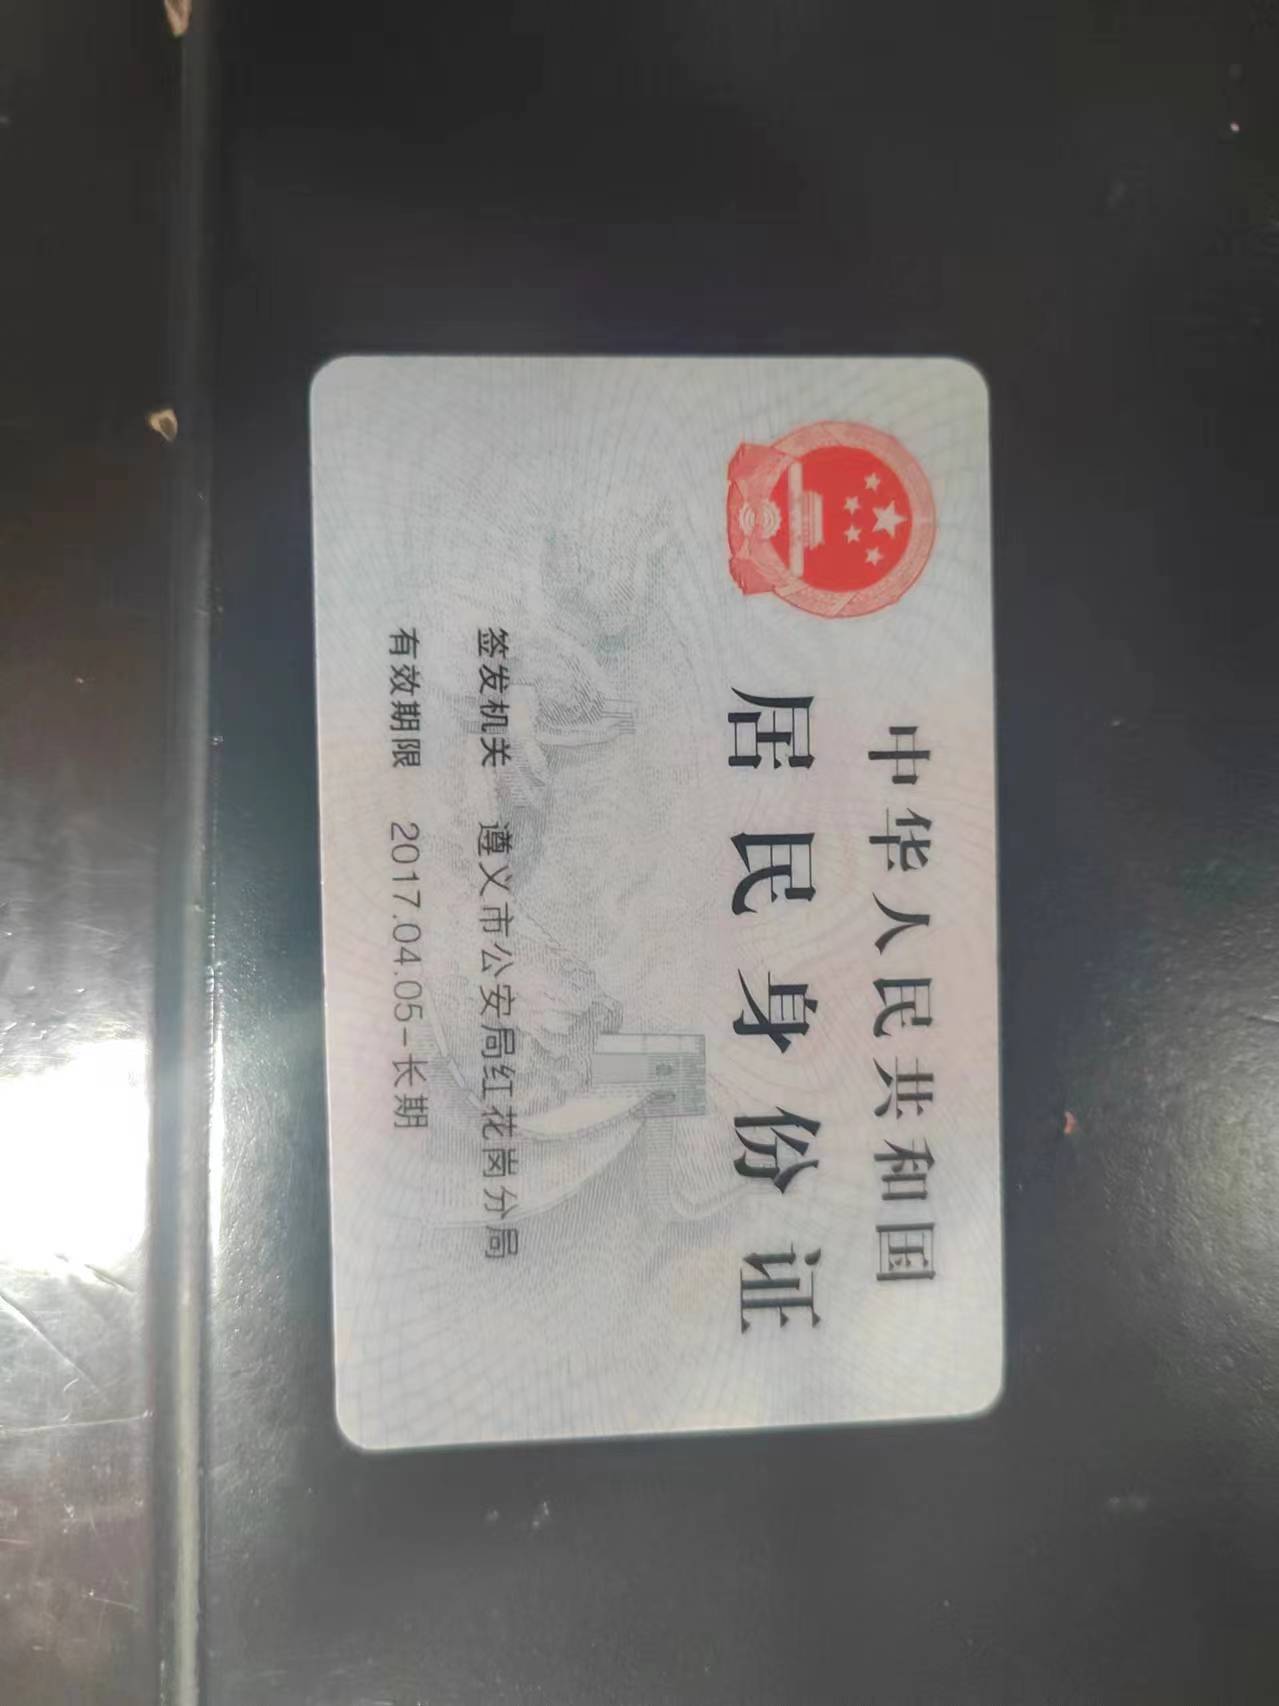 中华人民共和国
居民身份证
签发机关 遵义市公安局红花岗分局
有效期限 2017.04.05-长期